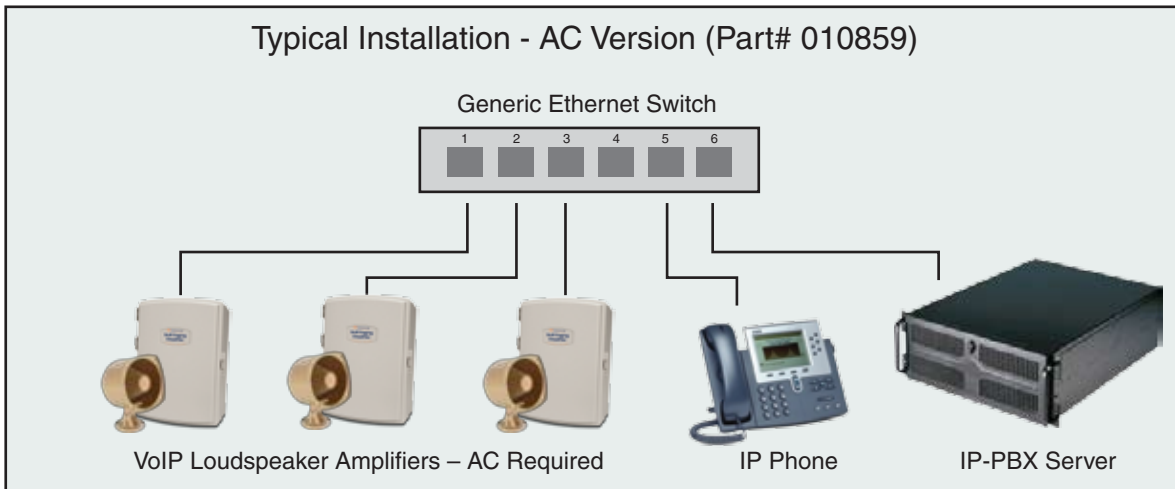 Typical Installation - AC Version (Part# 010859)
Generic Ethernet Switch
1 2 3 4 5 6
VoIP Loudspeaker Amplifiers – AC Required
IP Phone
IP-PBX Server